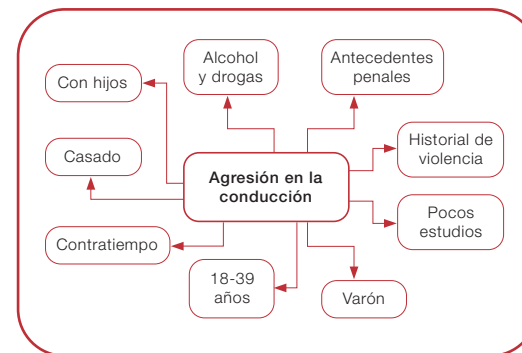 Alcohol
y drogas
Antecedentes
penales
Con hijos
Historial de
violencia
Casado
Agresión en la
conducción
Pocos
estudios
Contratiempo
18-39
años
Varón